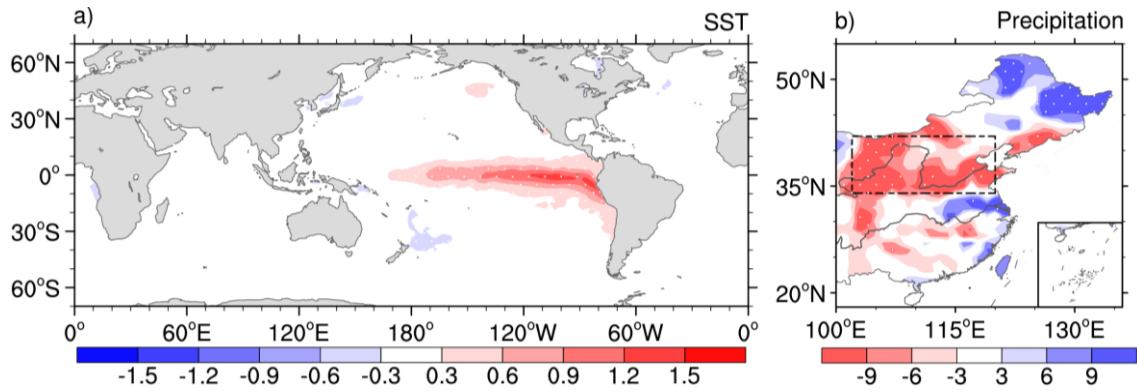 a) SST
60°N
30°N
0°
30°S
60°S
0° 60°E 120°E 180° 120°W 60°W 0°
-1.5 -1.2 -0.9 -0.6 -0.3 0.3 0.6 0.9 1.2 1.5
b) Precipitation
50°N
35°N
20°N
100°E 115°E 130°E
-9 -6 -3 3 6 9